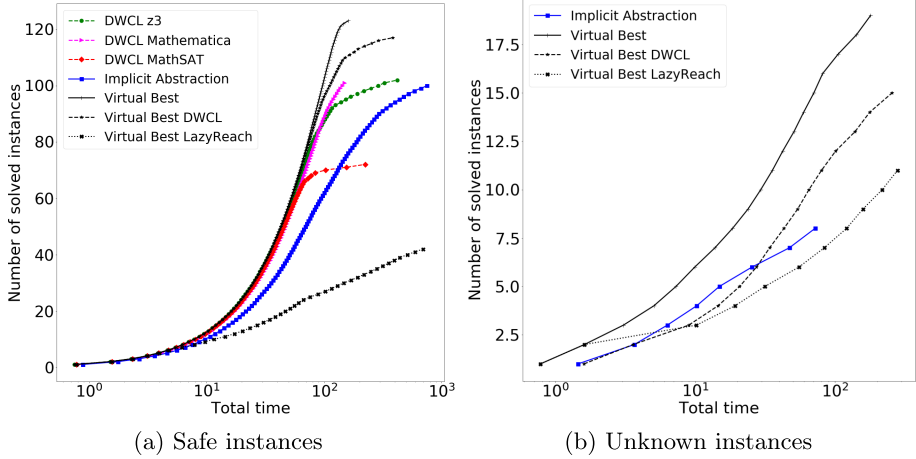 120
100
80
60
40
20
0
Number of solved instances
DWCL z3
DWCL Mathematica
DWCL MathSAT
Implicit Abstraction
Virtual Best
Virtual Best DWCL
Virtual Best LazyReach
10^0
10^1
10^2
10^3
Total time
(a) Safe instances
17.5
15.0
12.5
10.0
7.5
5.0
2.5
Number of solved instances
Implicit Abstraction
Virtual Best
Virtual Best DWCL
Virtual Best LazyReach
10^0
10^1
10^2
Total time
(b) Unknown instances